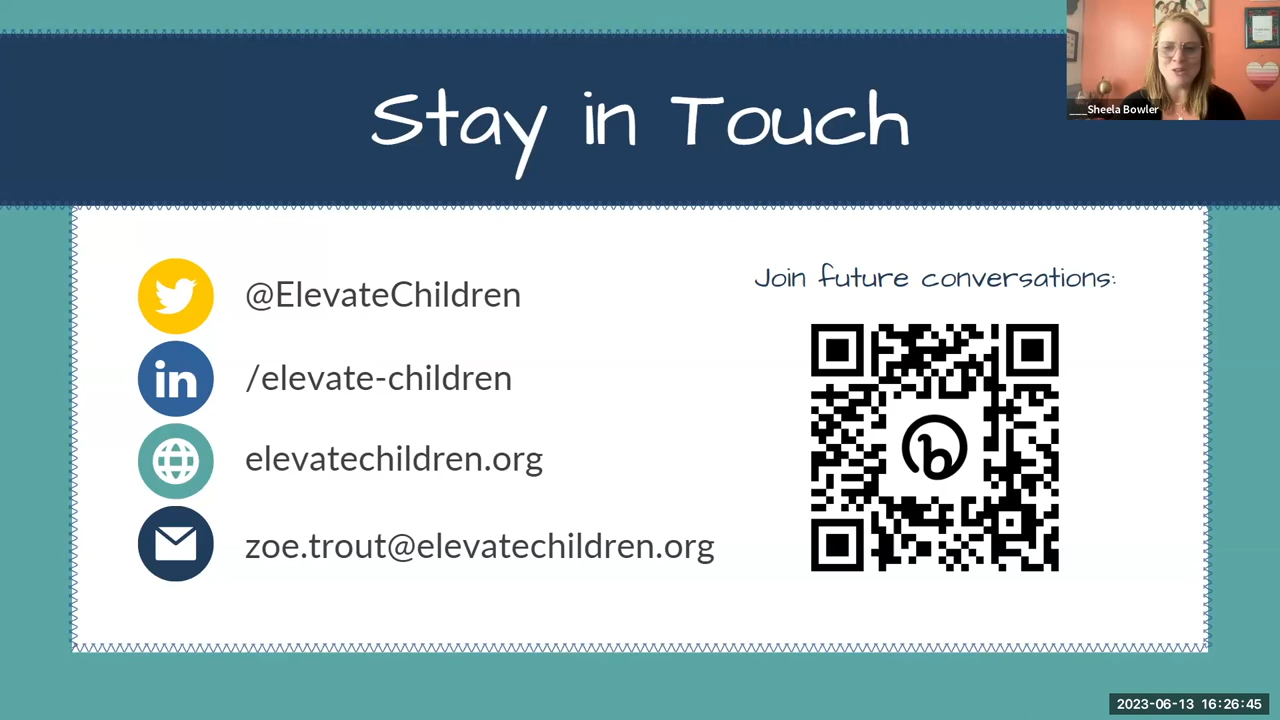 Stay in Touch
___Sheela Bowler
@ElevateChildren
/elevate-children
elevatechildren.org
zoe.trout@elevatechildren.org
Join future conversations:
2023-06-13 16:26:45